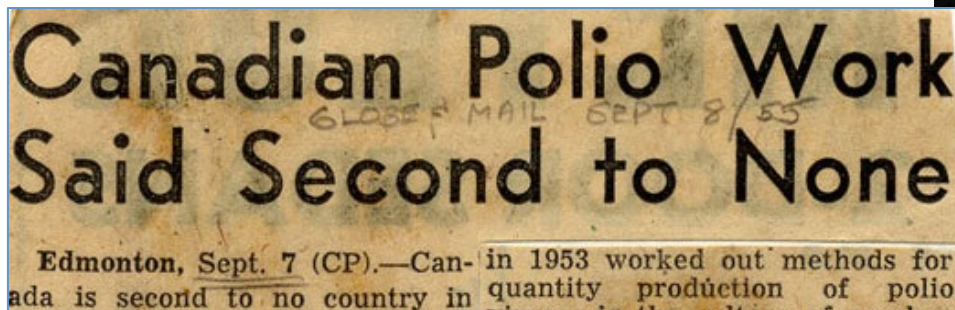 Canadian Polio Work
GLOBE & MAIL SEPT 8/55
Said Second to None
Edmonton, Sept. 7 (CP).—Can-
ada is second to no country in
in 1953 worked out methods for
quantity production of polio